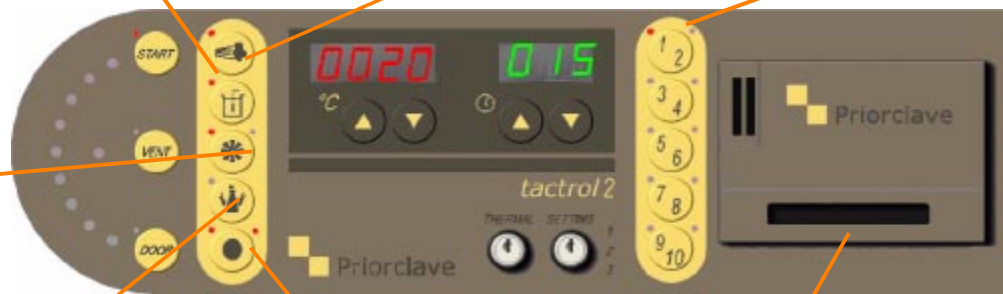 START
VENT
DOOR
0020
015
°C
tactrol 2
THERMAL SETTING
1
2
3
Priorclave
1 2
3 4
5 6
7 8
9 10
Priorclave